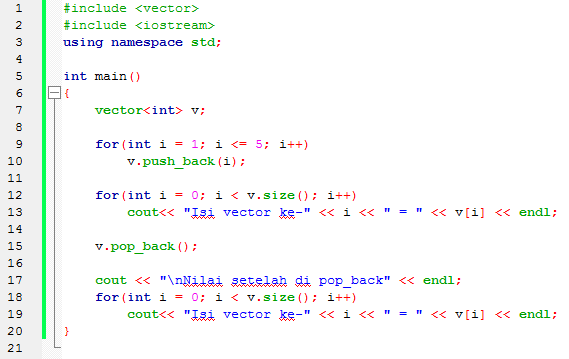 1 #include <vector>
2 #include <iostream>
3 using namespace std;
4
5 int main()
6 {
7 vector<int> v;
8
9 for(int i = 1; i <= 5; i++)
10 v.push_back(i);
11
12 for(int i = 0; i < v.size(); i++)
13 cout<< "Isi vector ke-" << i << " = " << v[i] << endl;
14
15 v.pop_back();
16
17 cout << "\nNilai setelah di pop_back" << endl;
18 for(int i = 0; i < v.size(); i++)
19 cout<< "Isi vector ke-" << i << " = " << v[i] << endl;
20 }
21